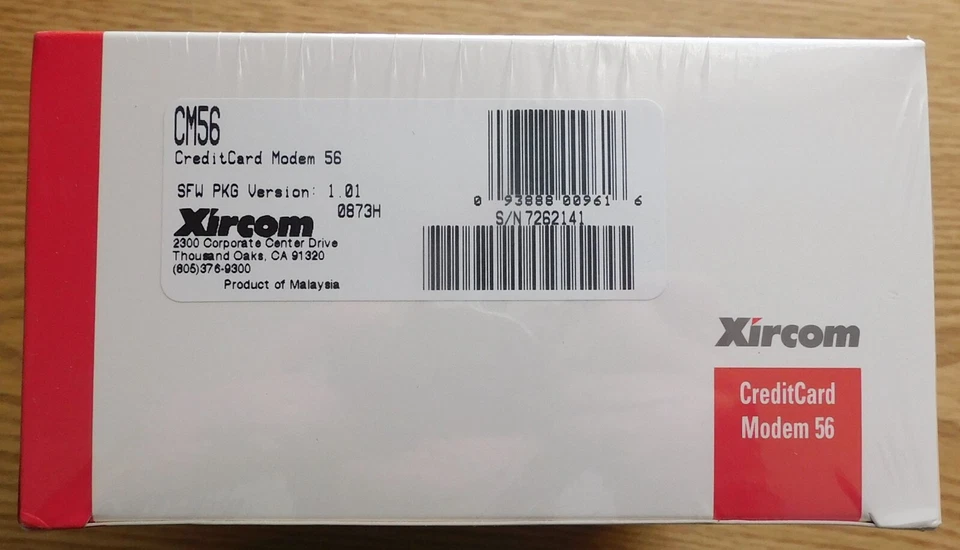 CM56
CreditCard Modem 56
SFW PKG Version: 1.01
0873H
Xircom
2300 Corporate Center Drive
Thousand Oaks, CA 91320
(805)376-9300
Product of Malaysia
0 93888 00961 6
S/N 7262141
Xircom
CreditCard
Modem 56